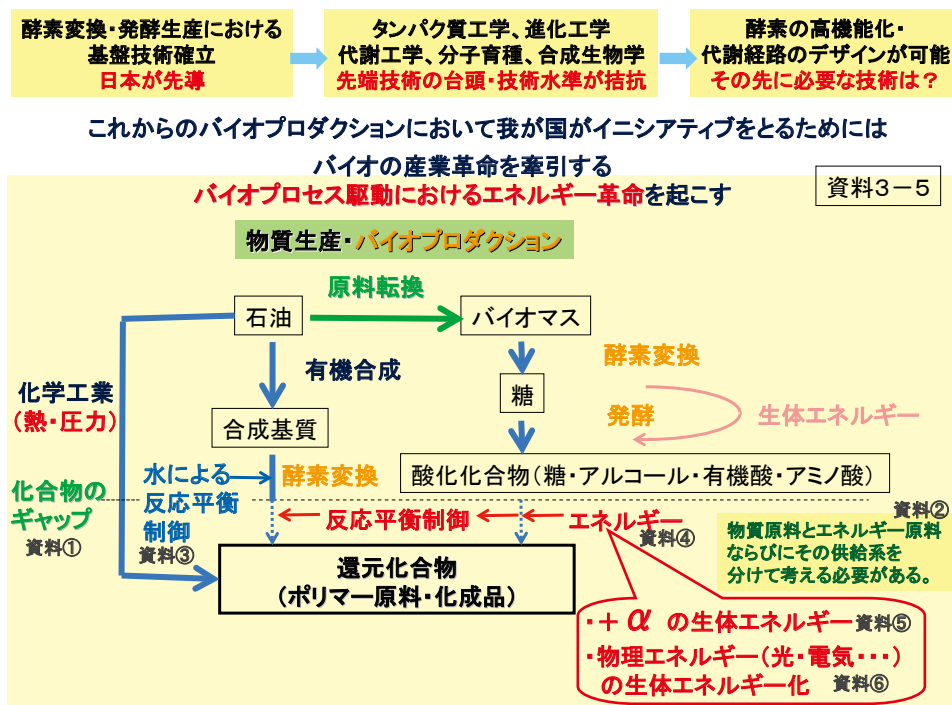 酵素変換・発酵生産における
基盤技術確立
日本が先導
タンパク質工学、進化工学
代謝工学、分子育種、合成生物学
先端技術の台頭・技術水準が拮抗
酵素の高機能化・
代謝経路のデザインが可能
その先に必要な技術は？
これからのバイオプロダクションにおいて我が国がイニシアティブをとるためには
バイオの産業革命を牽引する
バイオプロセス駆動におけるエネルギー革命を起こす
資料３－５
物質生産・バイオプロダクション
原料転換
石油
バイオマス
有機合成
酵素変換
化学工業
（熱・圧力）
糖
発酵
生体エネルギー
合成基質
水による
反応平衡
制御
資料③
酵素変換
酸化化合物（糖・アルコール・有機酸・アミノ酸）
化合物の
ギャップ
資料①
反応平衡制御
エネルギー
資料④
資料②
物質原料とエネルギー原料
ならびにその供給系を
分けて考える必要がある。
還元化合物
（ポリマー原料・化成品）
・＋α の生体エネルギー 資料⑤
・物理エネルギー（光・電気・・・）
の生体エネルギー化 資料⑥